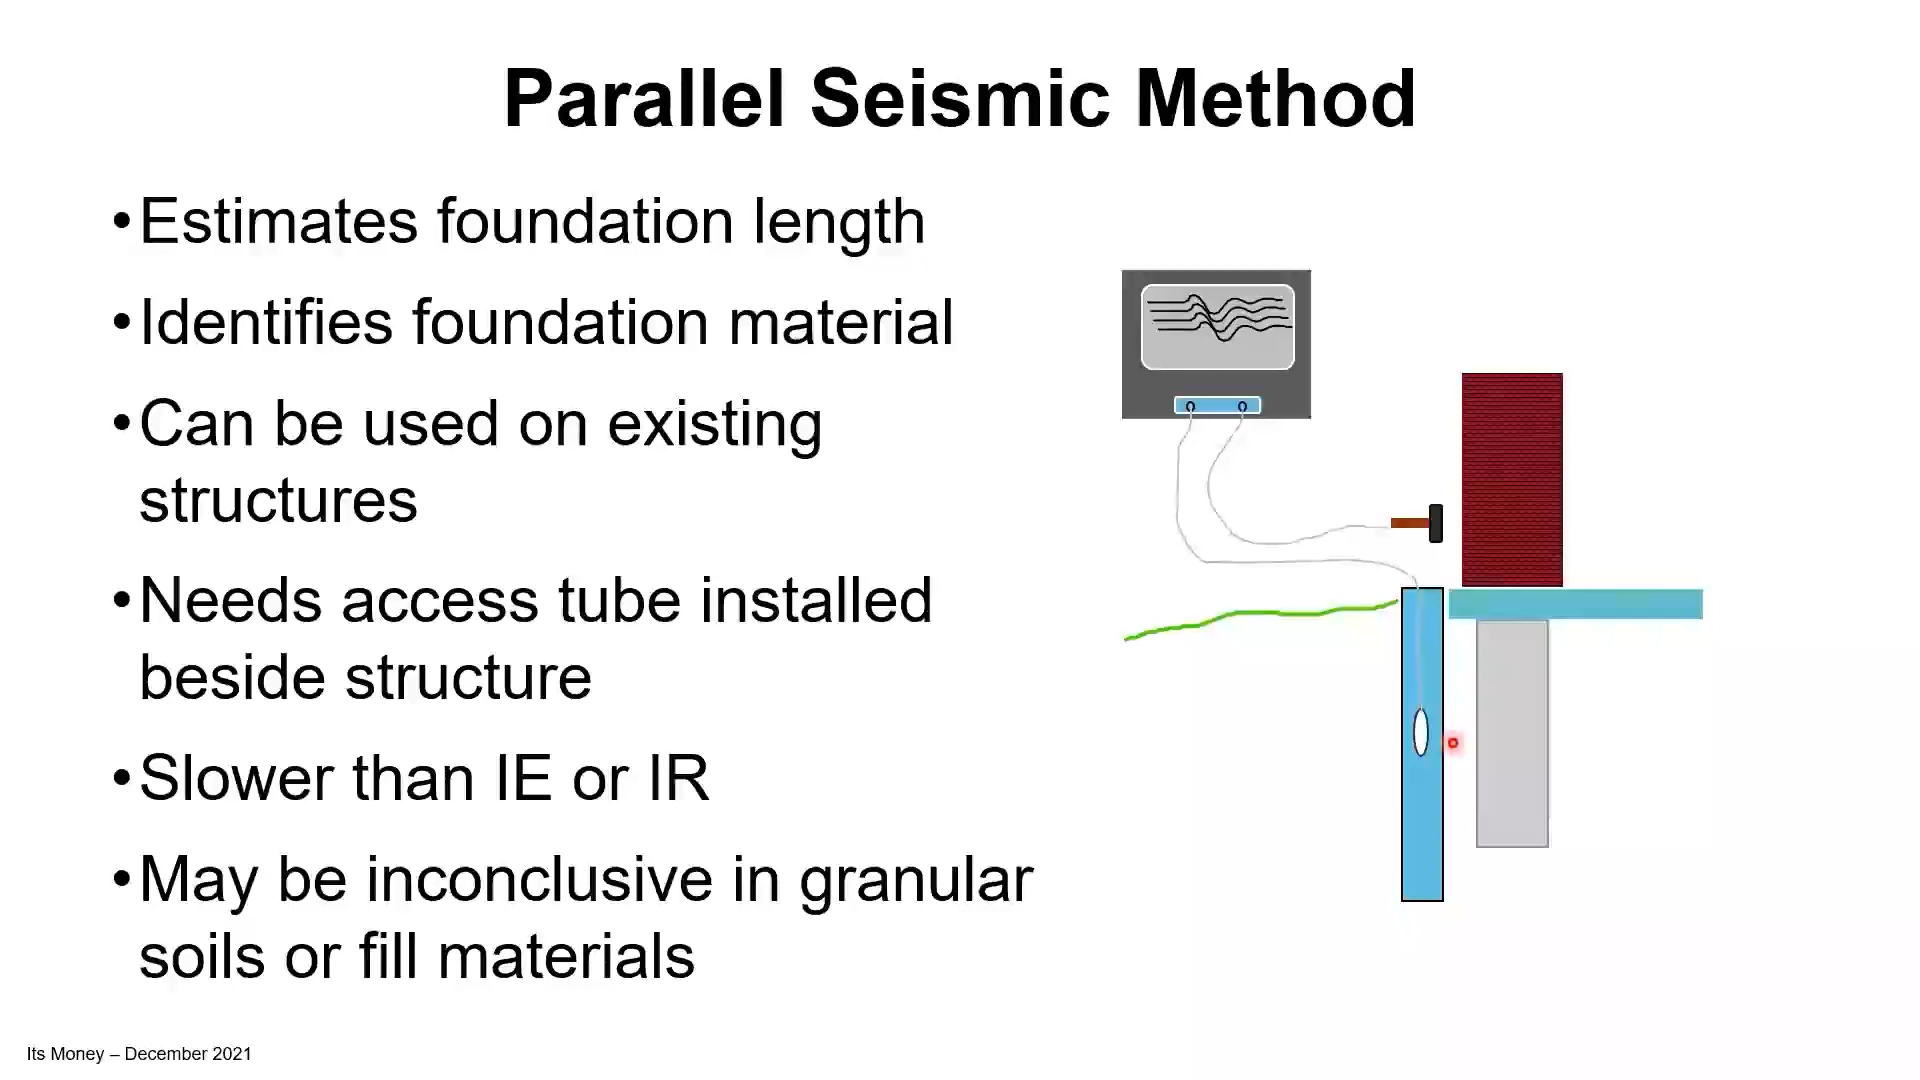 Parallel Seismic Method
•Estimates foundation length
•Identifies foundation material
•Can be used on existing
structures
•Needs access tube installed
beside structure
•Slower than IE or IR
•May be inconclusive in granular
soils or fill materials
Its Money – December 2021